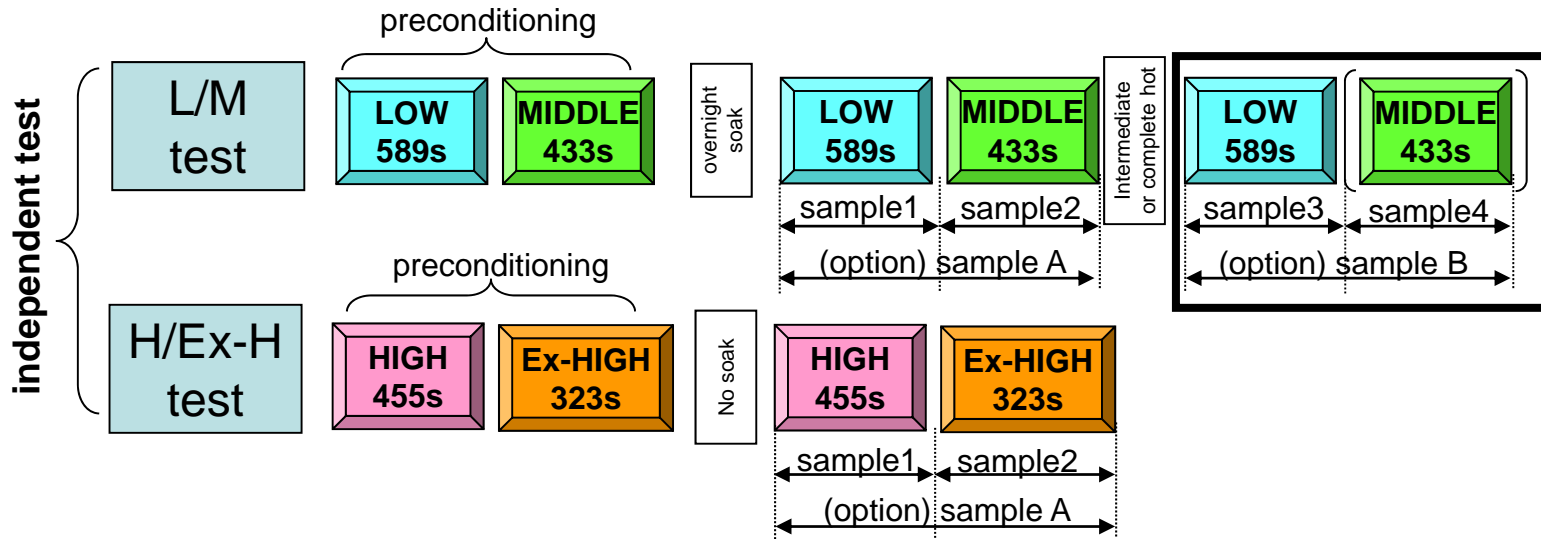 independent test
preconditioning
L/M
test
LOW
589s
MIDDLE
433s
overnight
soak
LOW
589s
MIDDLE
433s
Intermediate
or complete hot
LOW
589s
MIDDLE
433s
sample1
sample2
sample3
sample4
(option) sample A
(option) sample B
preconditioning
H/Ex-H
test
HIGH
455s
Ex-HIGH
323s
No soak
HIGH
455s
Ex-HIGH
323s
sample1
sample2
(option) sample A